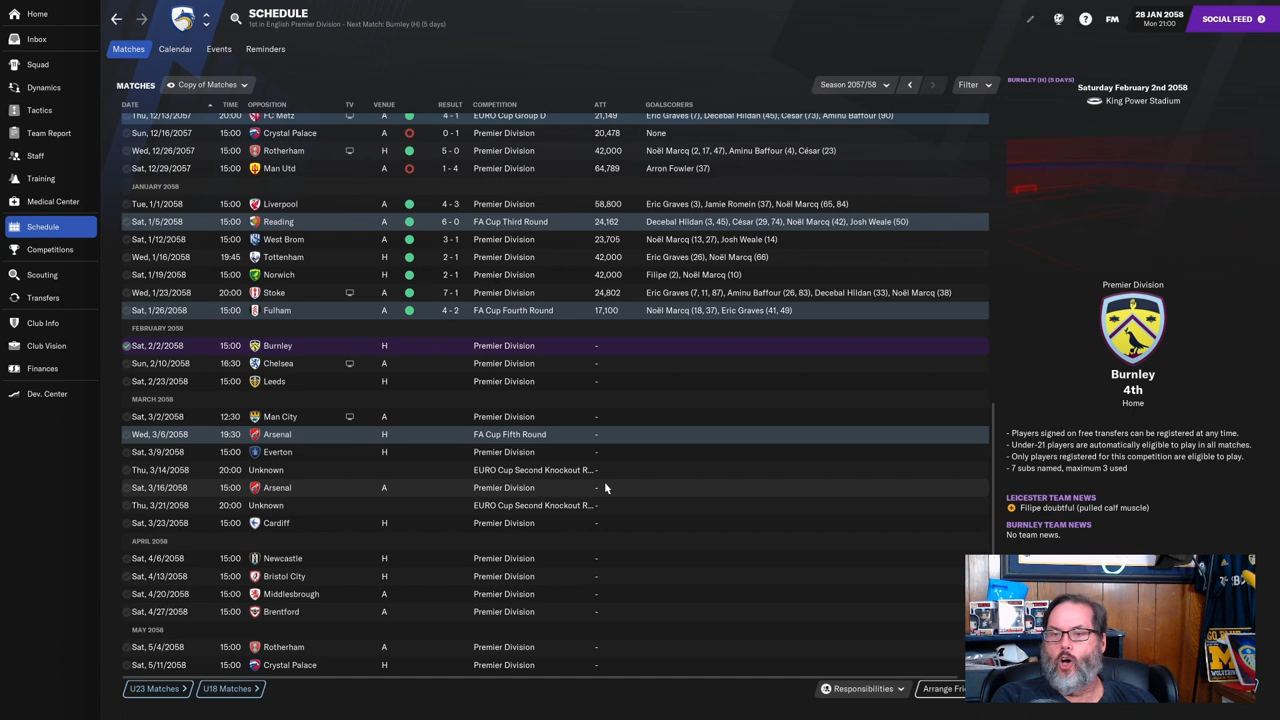 SCHEDULE
1st in English Premier Division - Next Match: Burnley (H) (5 days)
FM
28 JAN 2058
Mon 21:00
SOCIAL FEED
Home
Inbox
Squad
Dynamics
Tactics
Team Report
Staff
Training
Medical Center
Schedule
Competitions
Scouting
Transfers
Club Info
Club Vision
Finances
Dev. Center
Matches Calendar Events Reminders
MATCHES Copy of Matches Season 2057/58 Filter
DATE TIME OPPOSITION TV VENUE RESULT COMPETITION ATT GOALSCORERS
Thu, 12/13/2057 20:00 FC Metz A 4 - 1 EURO Cup Group D 21,149 Eric Graves (7), Decebal Hildan (45), César (73), Aminu Baffour (90)
Sun, 12/16/2057 15:00 Crystal Palace A 0 - 1 Premier Division 20,478 None
Wed, 12/26/2057 15:00 Rotherham H 5 - 0 Premier Division 42,000 Noël Marcq (2, 17, 47), Aminu Baffour (4), César (23)
Sat, 12/29/2057 15:00 Man Utd A 1 - 4 Premier Division 64,789 Arron Fowler (37)
JANUARY 2058
Tue, 1/1/2058 15:00 Liverpool A 4 - 3 Premier Division 58,800 Eric Graves (3), Jamie Romein (37), Noël Marcq (65, 84)
Sat, 1/5/2058 15:00 Reading A 6 - 0 FA Cup Third Round 24,162 Decebal Hildan (3, 45), César (29, 74), Noël Marcq (42), Josh Weale (50)
Sat, 1/12/2058 15:00 West Brom A 3 - 1 Premier Division 23,705 Noël Marcq (13, 27), Josh Weale (14)
Wed, 1/16/2058 19:45 Tottenham H 2 - 1 Premier Division 42,000 Eric Graves (26), Noël Marcq (66)
Sat, 1/19/2058 15:00 Norwich H 2 - 1 Premier Division 42,000 Filipe (2), Noël Marcq (10)
Wed, 1/23/2058 20:00 Stoke A 7 - 1 Premier Division 24,802 Eric Graves (7, 11, 87), Aminu Baffour (26, 83), Decebal Hildan (33), Noël Marcq (38)
Sat, 1/26/2058 15:00 Fulham A 4 - 2 FA Cup Fourth Round 17,100 Noël Marcq (18, 37), Eric Graves (41, 49)
FEBRUARY 2058
Sat, 2/2/2058 15:00 Burnley H Premier Division -
Sun, 2/10/2058 16:30 Chelsea A Premier Division -
Sat, 2/23/2058 15:00 Leeds H Premier Division -
MARCH 2058
Sat, 3/2/2058 12:30 Man City A Premier Division -
Wed, 3/6/2058 19:30 Arsenal H FA Cup Fifth Round -
Sat, 3/9/2058 15:00 Everton H Premier Division -
Thu, 3/14/2058 20:00 Unknown EURO Cup Second Knockout R... -
Sat, 3/16/2058 15:00 Arsenal A Premier Division -
Thu, 3/21/2058 20:00 Unknown EURO Cup Second Knockout R... -
Sat, 3/23/2058 15:00 Cardiff H Premier Division -
APRIL 2058
Sat, 4/6/2058 15:00 Newcastle H Premier Division -
Sat, 4/13/2058 15:00 Bristol City H Premier Division -
Sat, 4/20/2058 15:00 Middlesbrough A Premier Division -
Sat, 4/27/2058 15:00 Brentford A Premier Division -
MAY 2058
Sat, 5/4/2058 15:00 Rotherham A Premier Division -
Sat, 5/11/2058 15:00 Crystal Palace H Premier Division -
U23 Matches U18 Matches Responsibilities Arrange Fri
BURNLEY (H) (5 DAYS)
Saturday February 2nd 2058
King Power Stadium
Premier Division
Burnley
4th
Home
- Players signed on free transfers can be registered at any time.
- Under-21 players are automatically eligible to play in all matches.
- Only players registered for this competition are eligible to play.
- 7 subs named, maximum 3 used
LEICESTER TEAM NEWS
Filipe doubtful (pulled calf muscle)
BURNLEY TEAM NEWS
No team news.
GO BLUE
M